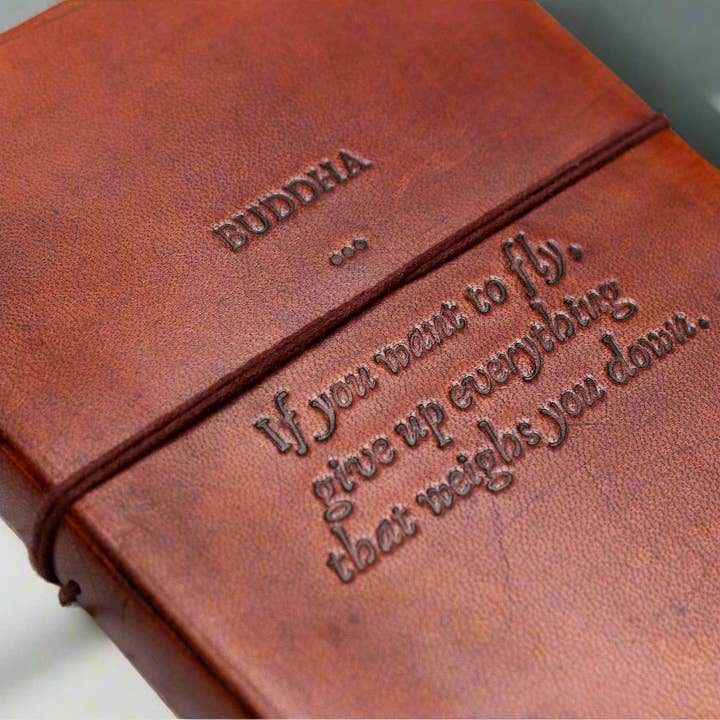 BUDDHA
...
If you want to fly,
give up everything
that weighs you down.